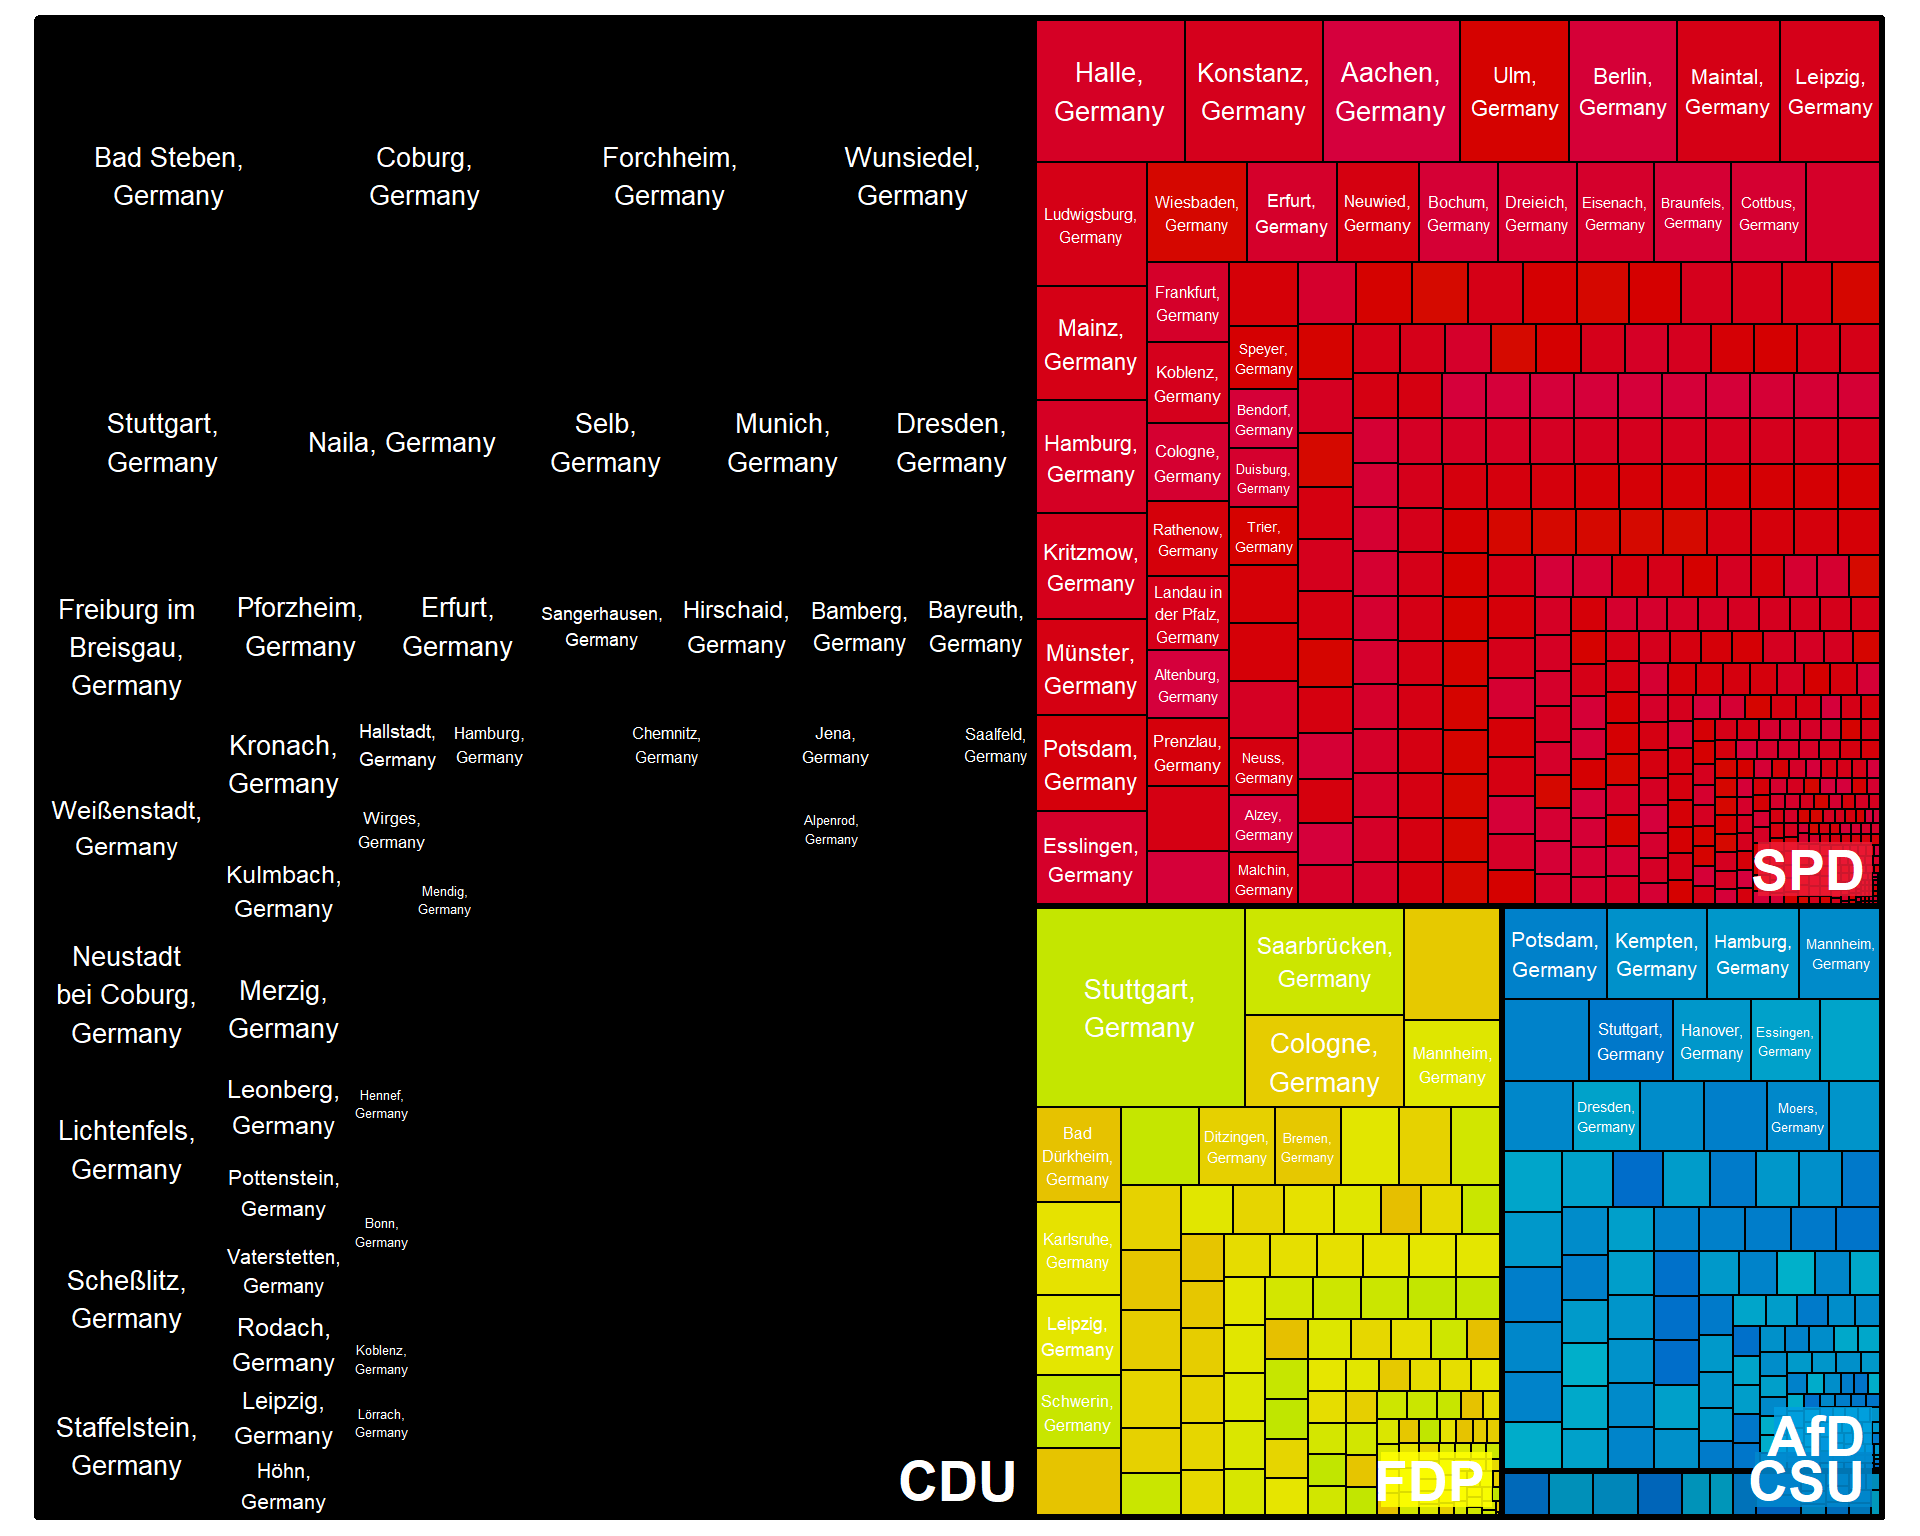 Bad Steben,
Germany
Coburg,
Germany
Forchheim,
Germany
Wunsiedel,
Germany
Stuttgart,
Germany
Naila, Germany
Selb,
Germany
Munich,
Germany
Dresden,
Germany
Freiburg im
Breisgau,
Germany
Pforzheim,
Germany
Erfurt,
Germany
Sangerhausen,
Germany
Hirschaid,
Germany
Bamberg,
Germany
Bayreuth,
Germany
Weißenstadt,
Germany
Kronach,
Germany
Hallstadt,
Germany
Hamburg,
Germany
Chemnitz,
Germany
Jena,
Germany
Saalfeld,
Germany
Wirges,
Germany
Alpenrod,
Germany
Kulmbach,
Germany
Mendig,
Germany
Neustadt
bei Coburg,
Germany
Merzig,
Germany
Lichtenfels,
Germany
Leonberg,
Germany
Hennef,
Germany
Pottenstein,
Germany
Bonn,
Germany
Scheßlitz,
Germany
Vaterstetten,
Germany
Rodach,
Germany
Koblenz,
Germany
Staffelstein,
Germany
Leipzig,
Germany
Lörrach,
Germany
Höhn,
Germany
CDU
Halle,
Germany
Konstanz,
Germany
Aachen,
Germany
Ulm,
Germany
Berlin,
Germany
Maintal,
Germany
Leipzig,
Germany
Ludwigsburg,
Germany
Wiesbaden,
Germany
Erfurt,
Germany
Neuwied,
Germany
Bochum,
Germany
Dreieich,
Germany
Eisenach,
Germany
Braunfels,
Germany
Cottbus,
Germany
Mainz,
Germany
Frankfurt,
Germany
Speyer,
Germany
Koblenz,
Germany
Bendorf,
Germany
Hamburg,
Germany
Cologne,
Germany
Duisburg,
Germany
Kritzmow,
Germany
Rathenow,
Germany
Trier,
Germany
Landau in
der Pfalz,
Germany
Münster,
Germany
Altenburg,
Germany
Potsdam,
Germany
Prenzlau,
Germany
Neuss,
Germany
Esslingen,
Germany
Alzey,
Germany
Malchin,
Germany
SPD
Stuttgart,
Germany
Saarbrücken,
Germany
Cologne,
Germany
Mannheim,
Germany
Bad
Dürkheim,
Germany
Ditzingen,
Germany
Bremen,
Germany
Karlsruhe,
Germany
Leipzig,
Germany
Schwerin,
Germany
FDP
Potsdam,
Germany
Kempten,
Germany
Hamburg,
Germany
Mannheim,
Germany
Stuttgart,
Germany
Hanover,
Germany
Essingen,
Germany
Dresden,
Germany
Moers,
Germany
AfD
CSU